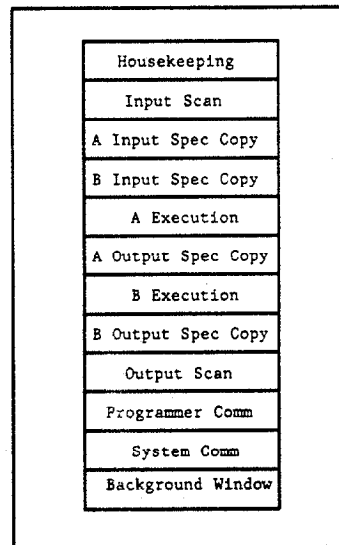 Housekeeping
Input Scan
A Input Spec Copy
B Input Spec Copy
A Execution
A Output Spec Copy
B Execution
B Output Spec Copy
Output Scan
Programmer Comm
System Comm
Background Window